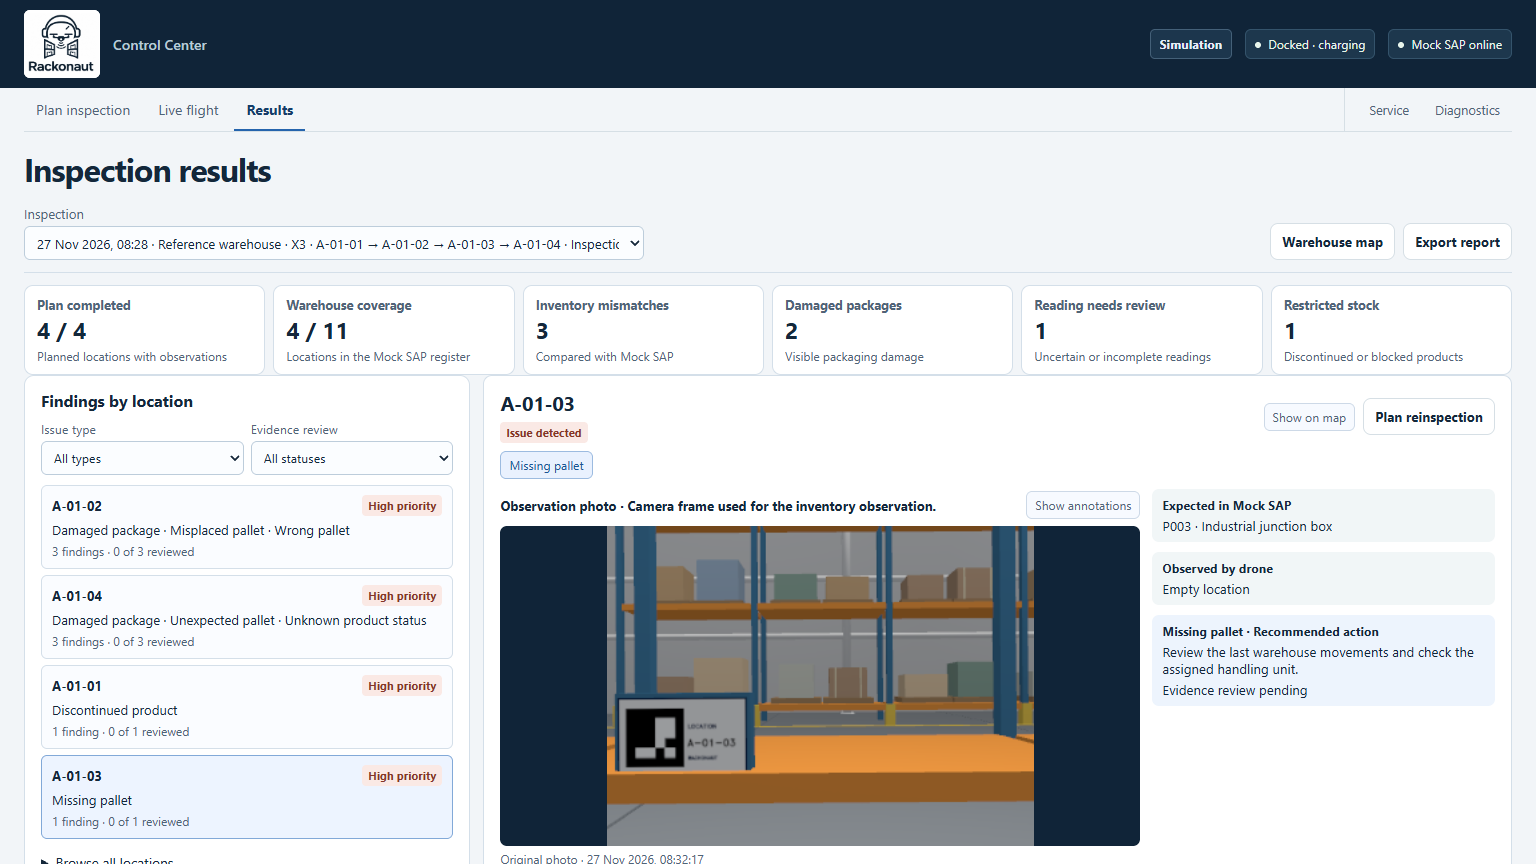 Rackonaut
Control Center
Simulation
Docked · charging
Mock SAP online
Plan inspection
Live flight
Results
Service
Diagnostics
Inspection results
Inspection
27 Nov 2026, 08:28 · Reference warehouse · X3 · A-01-01 → A-01-02 → A-01-03 → A-01-04 · Inspectic
Warehouse map
Export report
Plan completed
4 / 4
Planned locations with observations
Warehouse coverage
4 / 11
Locations in the Mock SAP register
Inventory mismatches
3
Compared with Mock SAP
Damaged packages
2
Visible packaging damage
Reading needs review
1
Uncertain or incomplete readings
Restricted stock
1
Discontinued or blocked products
Findings by location
Issue type
Evidence review
All types
All statuses
A-01-02
High priority
Damaged package · Misplaced pallet · Wrong pallet
3 findings · 0 of 3 reviewed
A-01-04
High priority
Damaged package · Unexpected pallet · Unknown product status
3 findings · 0 of 3 reviewed
A-01-01
High priority
Discontinued product
1 finding · 0 of 1 reviewed
A-01-03
High priority
Missing pallet
1 finding · 0 of 1 reviewed
Browse all locations
A-01-03
Issue detected
Missing pallet
Show on map
Plan reinspection
Observation photo · Camera frame used for the inventory observation.
Show annotations
LOCATION
A-01-03
RACKONAUT
Original photo · 27 Nov 2026, 08:32:17
Expected in Mock SAP
P003 · Industrial junction box
Observed by drone
Empty location
Missing pallet · Recommended action
Review the last warehouse movements and check the
assigned handling unit.
Evidence review pending